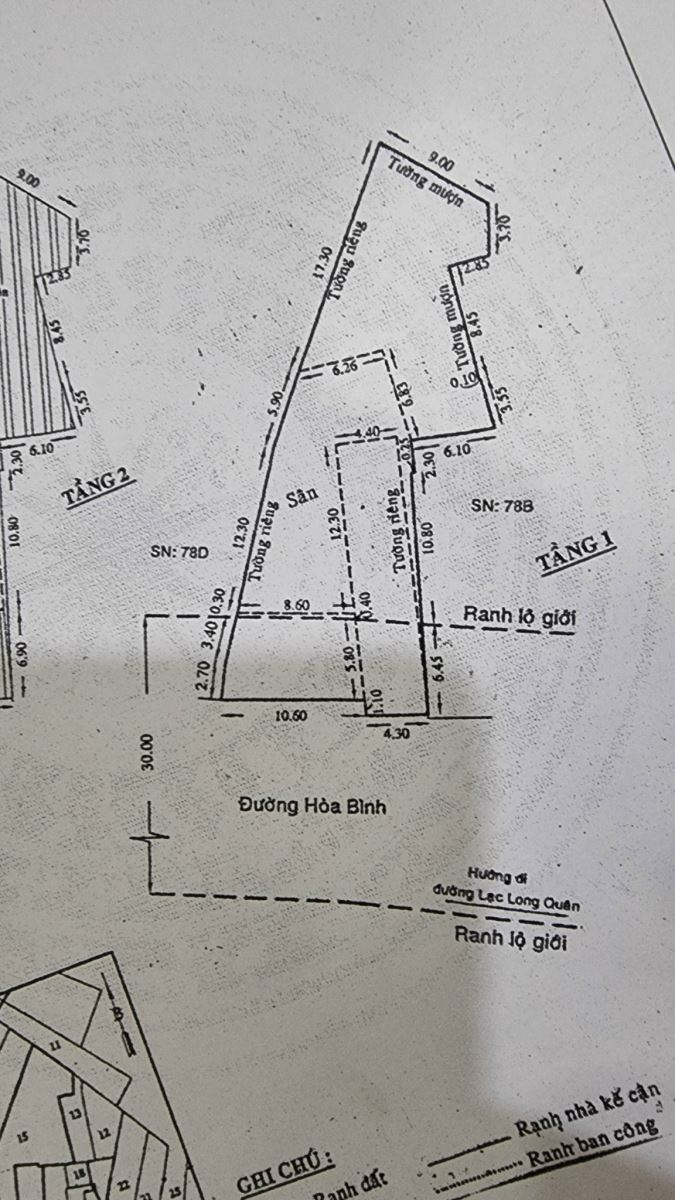 9.00
3.70
2.85
8.45
3.55
6.10
2.30
10.80
6.90
TẦNG 2
9.00
Tường mượn
3.70
2.85
17.30
Tường riêng
Tường mượn
8.45
0.10
3.55
6.26
6.83
5.90
4.40
0.25
2.30
6.10
Sân
SN: 78B
TẦNG 1
12.30
Tường riêng
12.30
Tường riêng
10.80
SN: 78D
0.30
8.60
0.40
Ranh lộ giới
3.40
2.70
5.80
6.45
1.10
10.60
4.30
30.00
Đường Hòa Bình
Hướng đi
đường Lạc Long Quân
Ranh lộ giới
B
11
13
12
15
18
22
21
23
GHI CHÚ :
Ranh đất
Ranh nhà kế cận
Ranh ban công